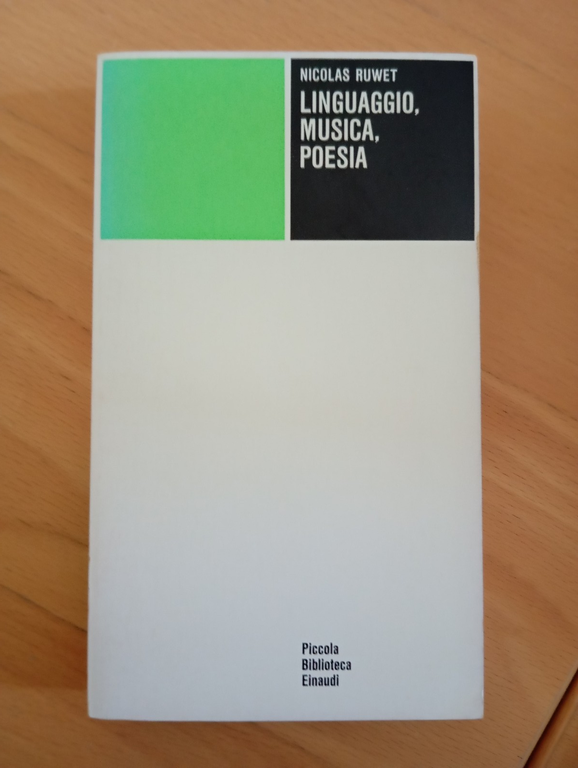 NICOLAS RUWET
LINGUAGGIO,
MUSICA,
POESIA
Piccola
Biblioteca
Einaudi